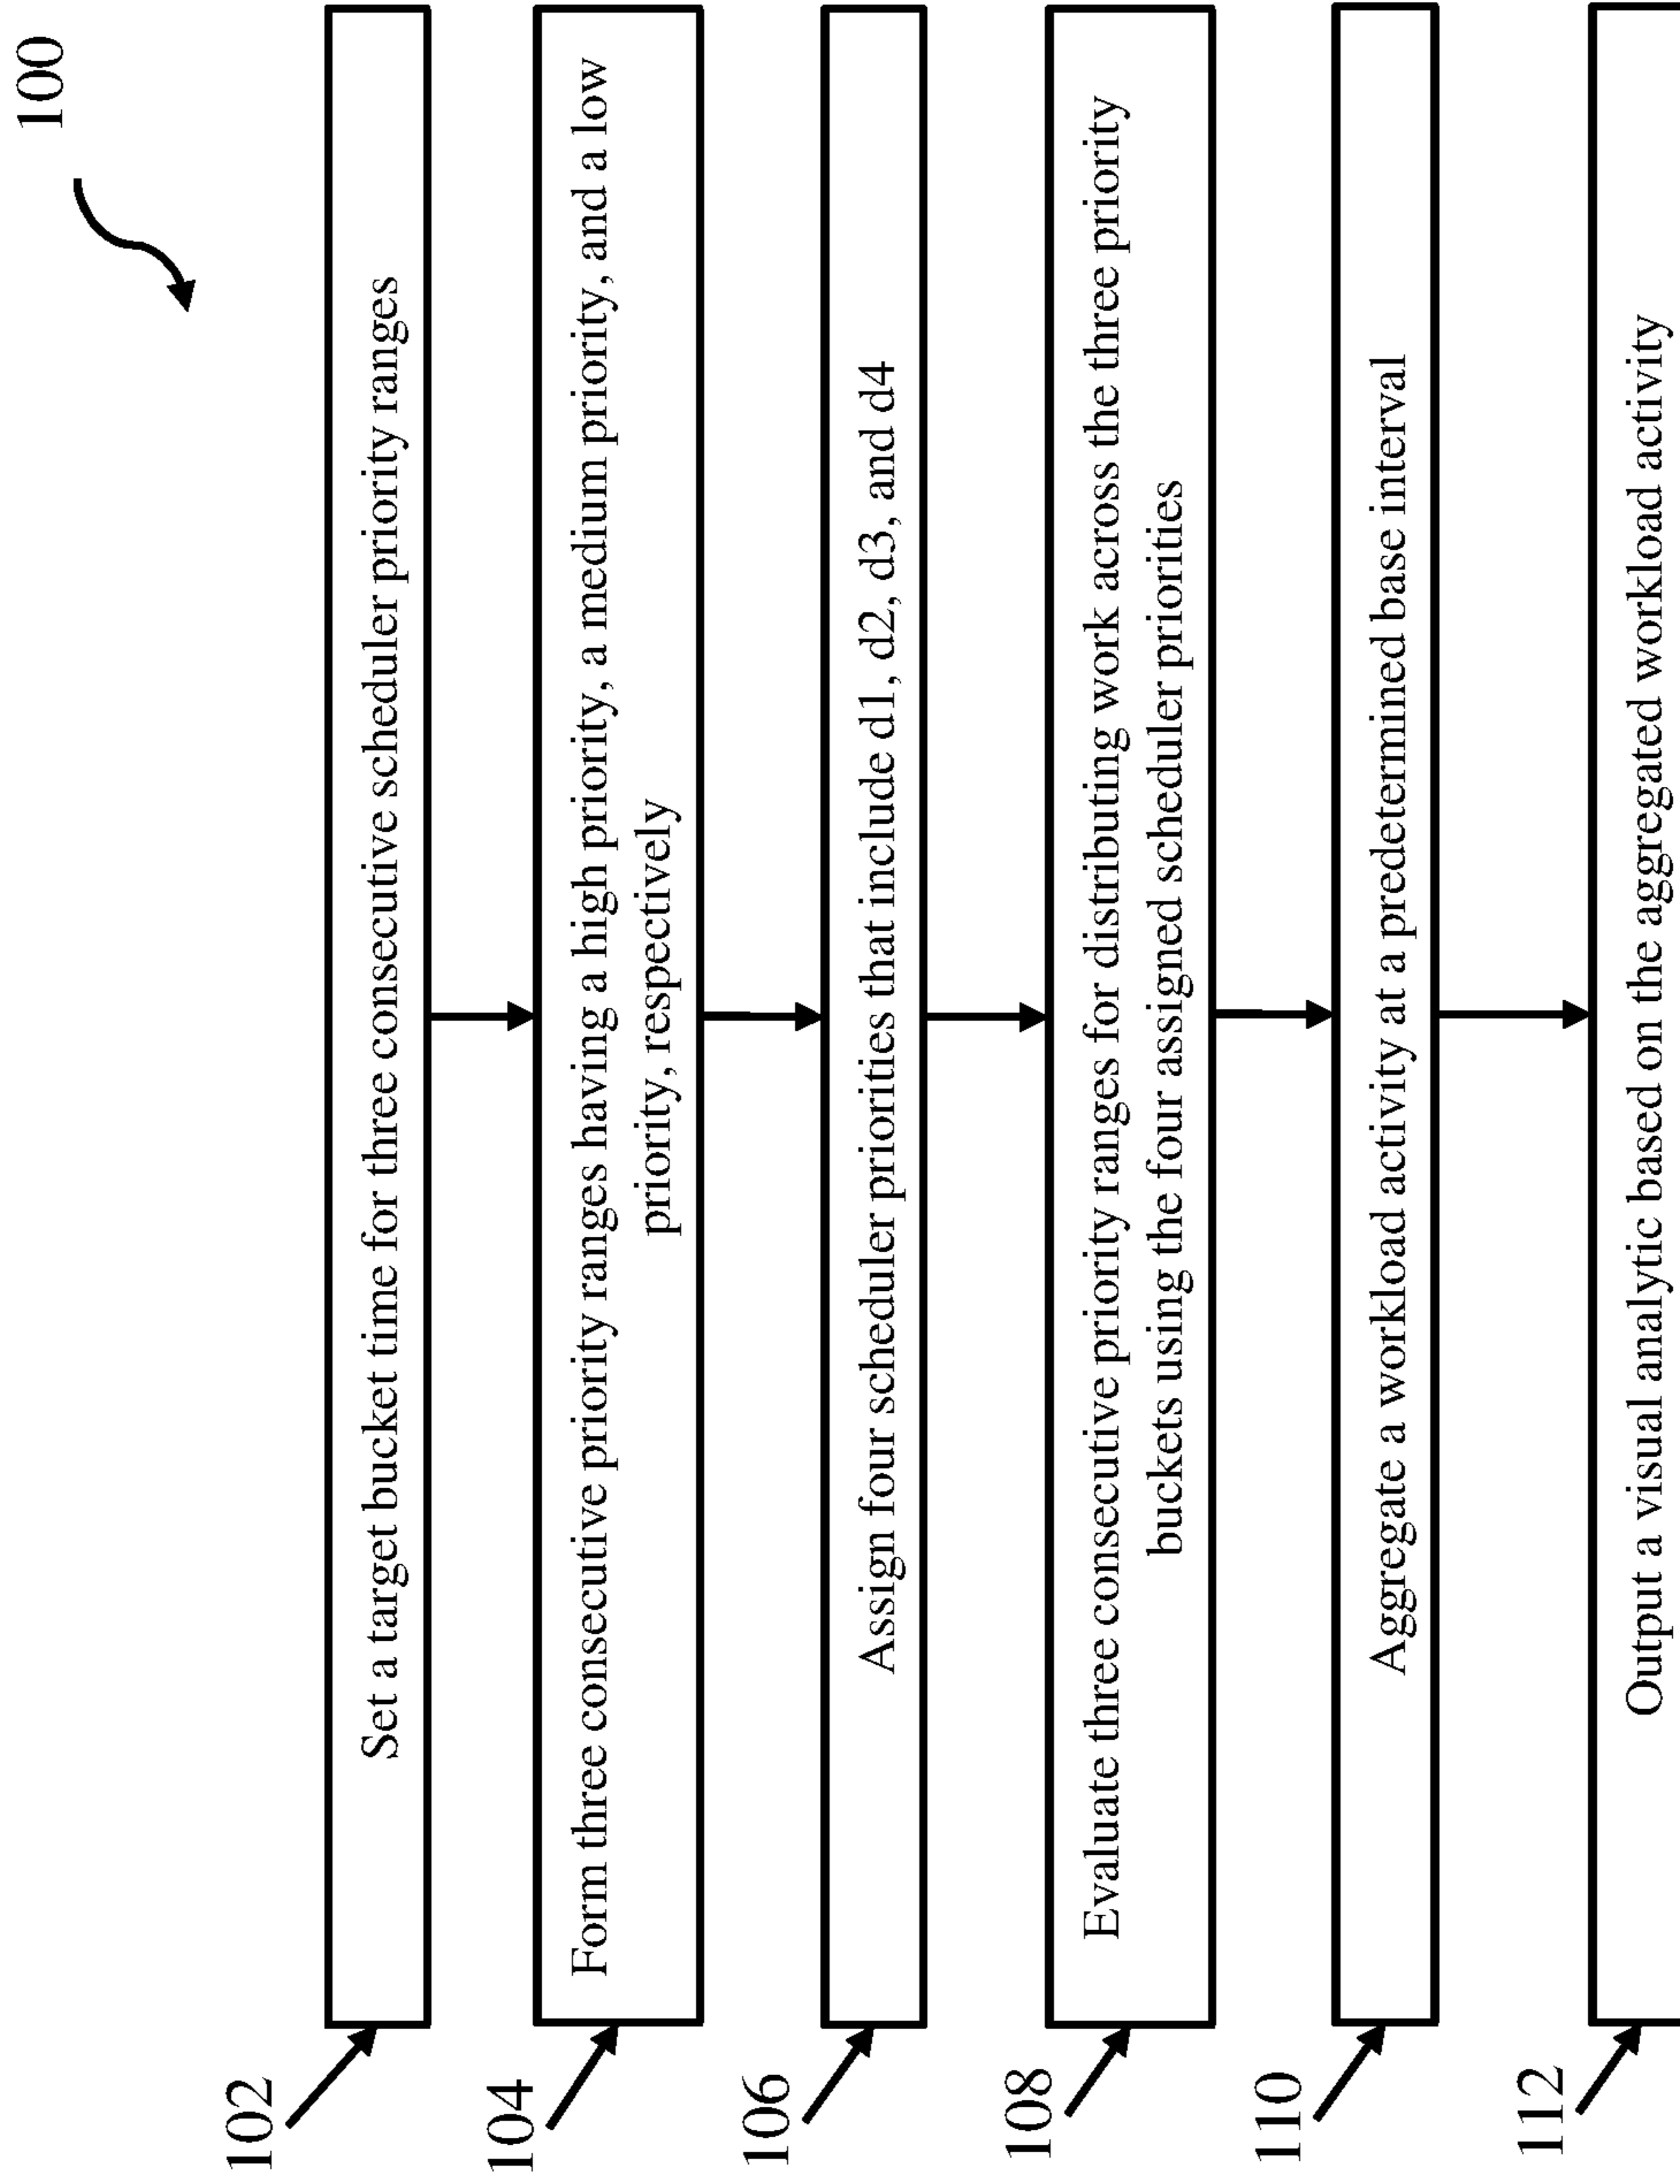 100
102
Set a target bucket time for three consecutive scheduler priority ranges
104
Form three consecutive priority ranges having a high priority, a medium priority, and a low
priority, respectively
106
Assign four scheduler priorities that include d1, d2, d3, and d4
108
Evaluate three consecutive priority ranges for distributing work across the three priority
buckets using the four assigned scheduler priorities
110
Aggregate a workload activity at a predetermined base interval
112
Output a visual analytic based on the aggregated workload activity